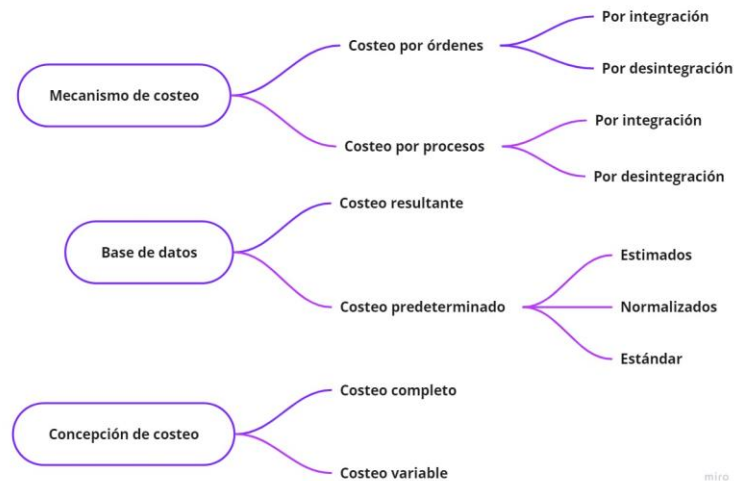 Mecanismo de costeo
Costeo por órdenes
Por integración
Por desintegración
Costeo por procesos
Por integración
Por desintegración
Base de datos
Costeo resultante
Costeo predeterminado
Estimados
Normalizados
Estándar
Concepción de costeo
Costeo completo
Costeo variable
miro